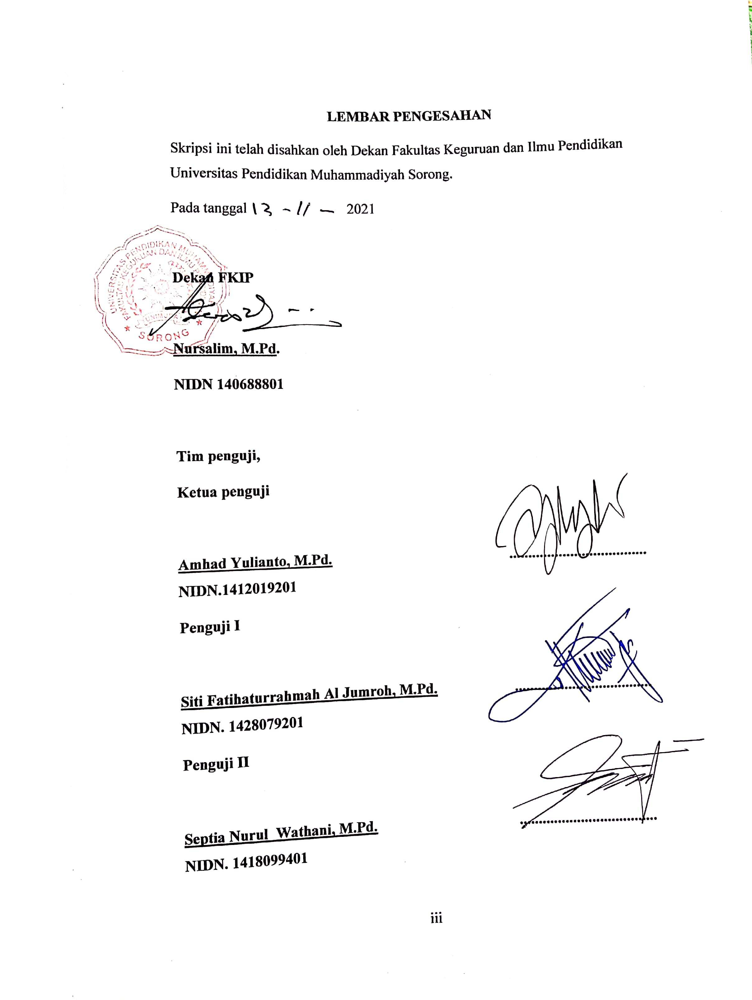 LEMBAR PENGESAHAN
Skripsi ini telah disahkan oleh Dekan Fakultas Keguruan dan Ilmu Pendidikan
Universitas Pendidikan Muhammadiyah Sorong.
Pada tanggal 13 - 11 - 2021
UNIVERSITAS PENDIDIKAN MUHAMMADIYAH
FAKULTAS KEGURUAN DAN ILMU
UNIMUDA
SORONG
Dekan FKIP
Nursalim, M.Pd.
NIDN 140688801
Tim penguji,
Ketua penguji
Amhad Yulianto, M.Pd.
NIDN.1412019201
Penguji I
Siti Fatihaturrahmah Al Jumroh, M.Pd.
NIDN. 1428079201
Penguji II
Septia Nurul Wathani, M.Pd.
NIDN. 1418099401
iii